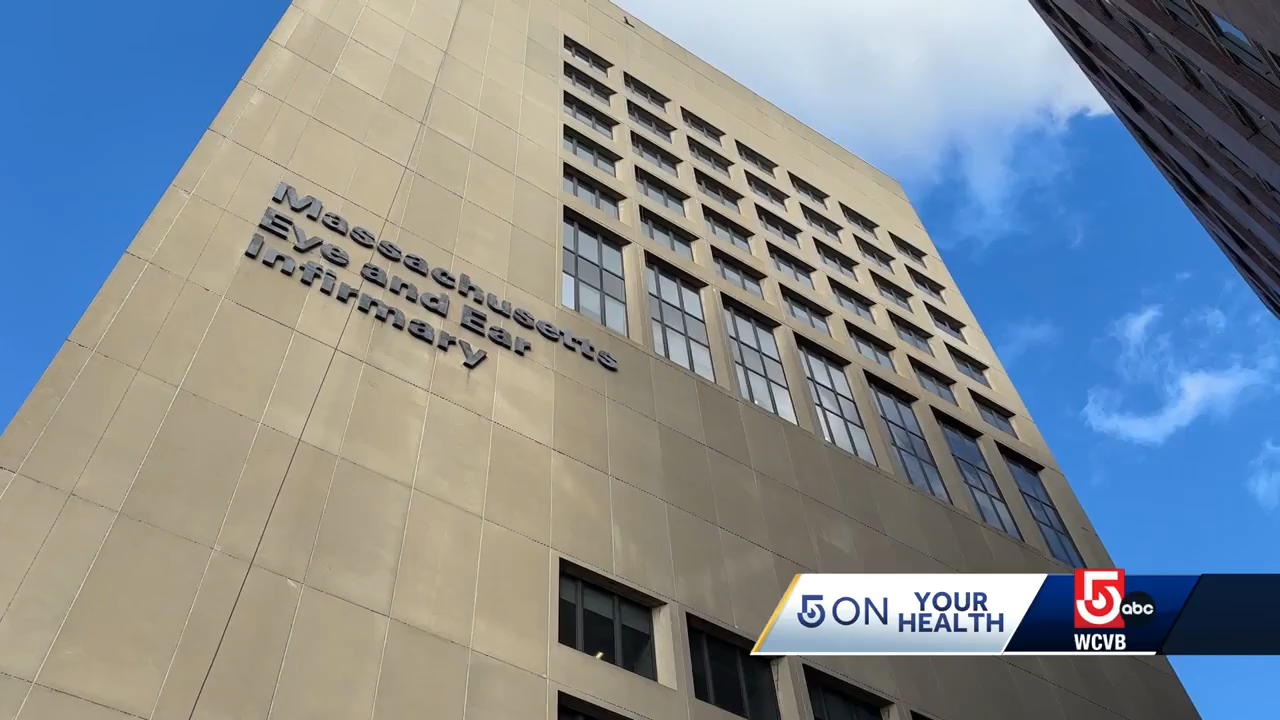 Massachusetts
Eye and Ear
Infirmary
5 ON YOUR HEALTH
5 abc
WCVB